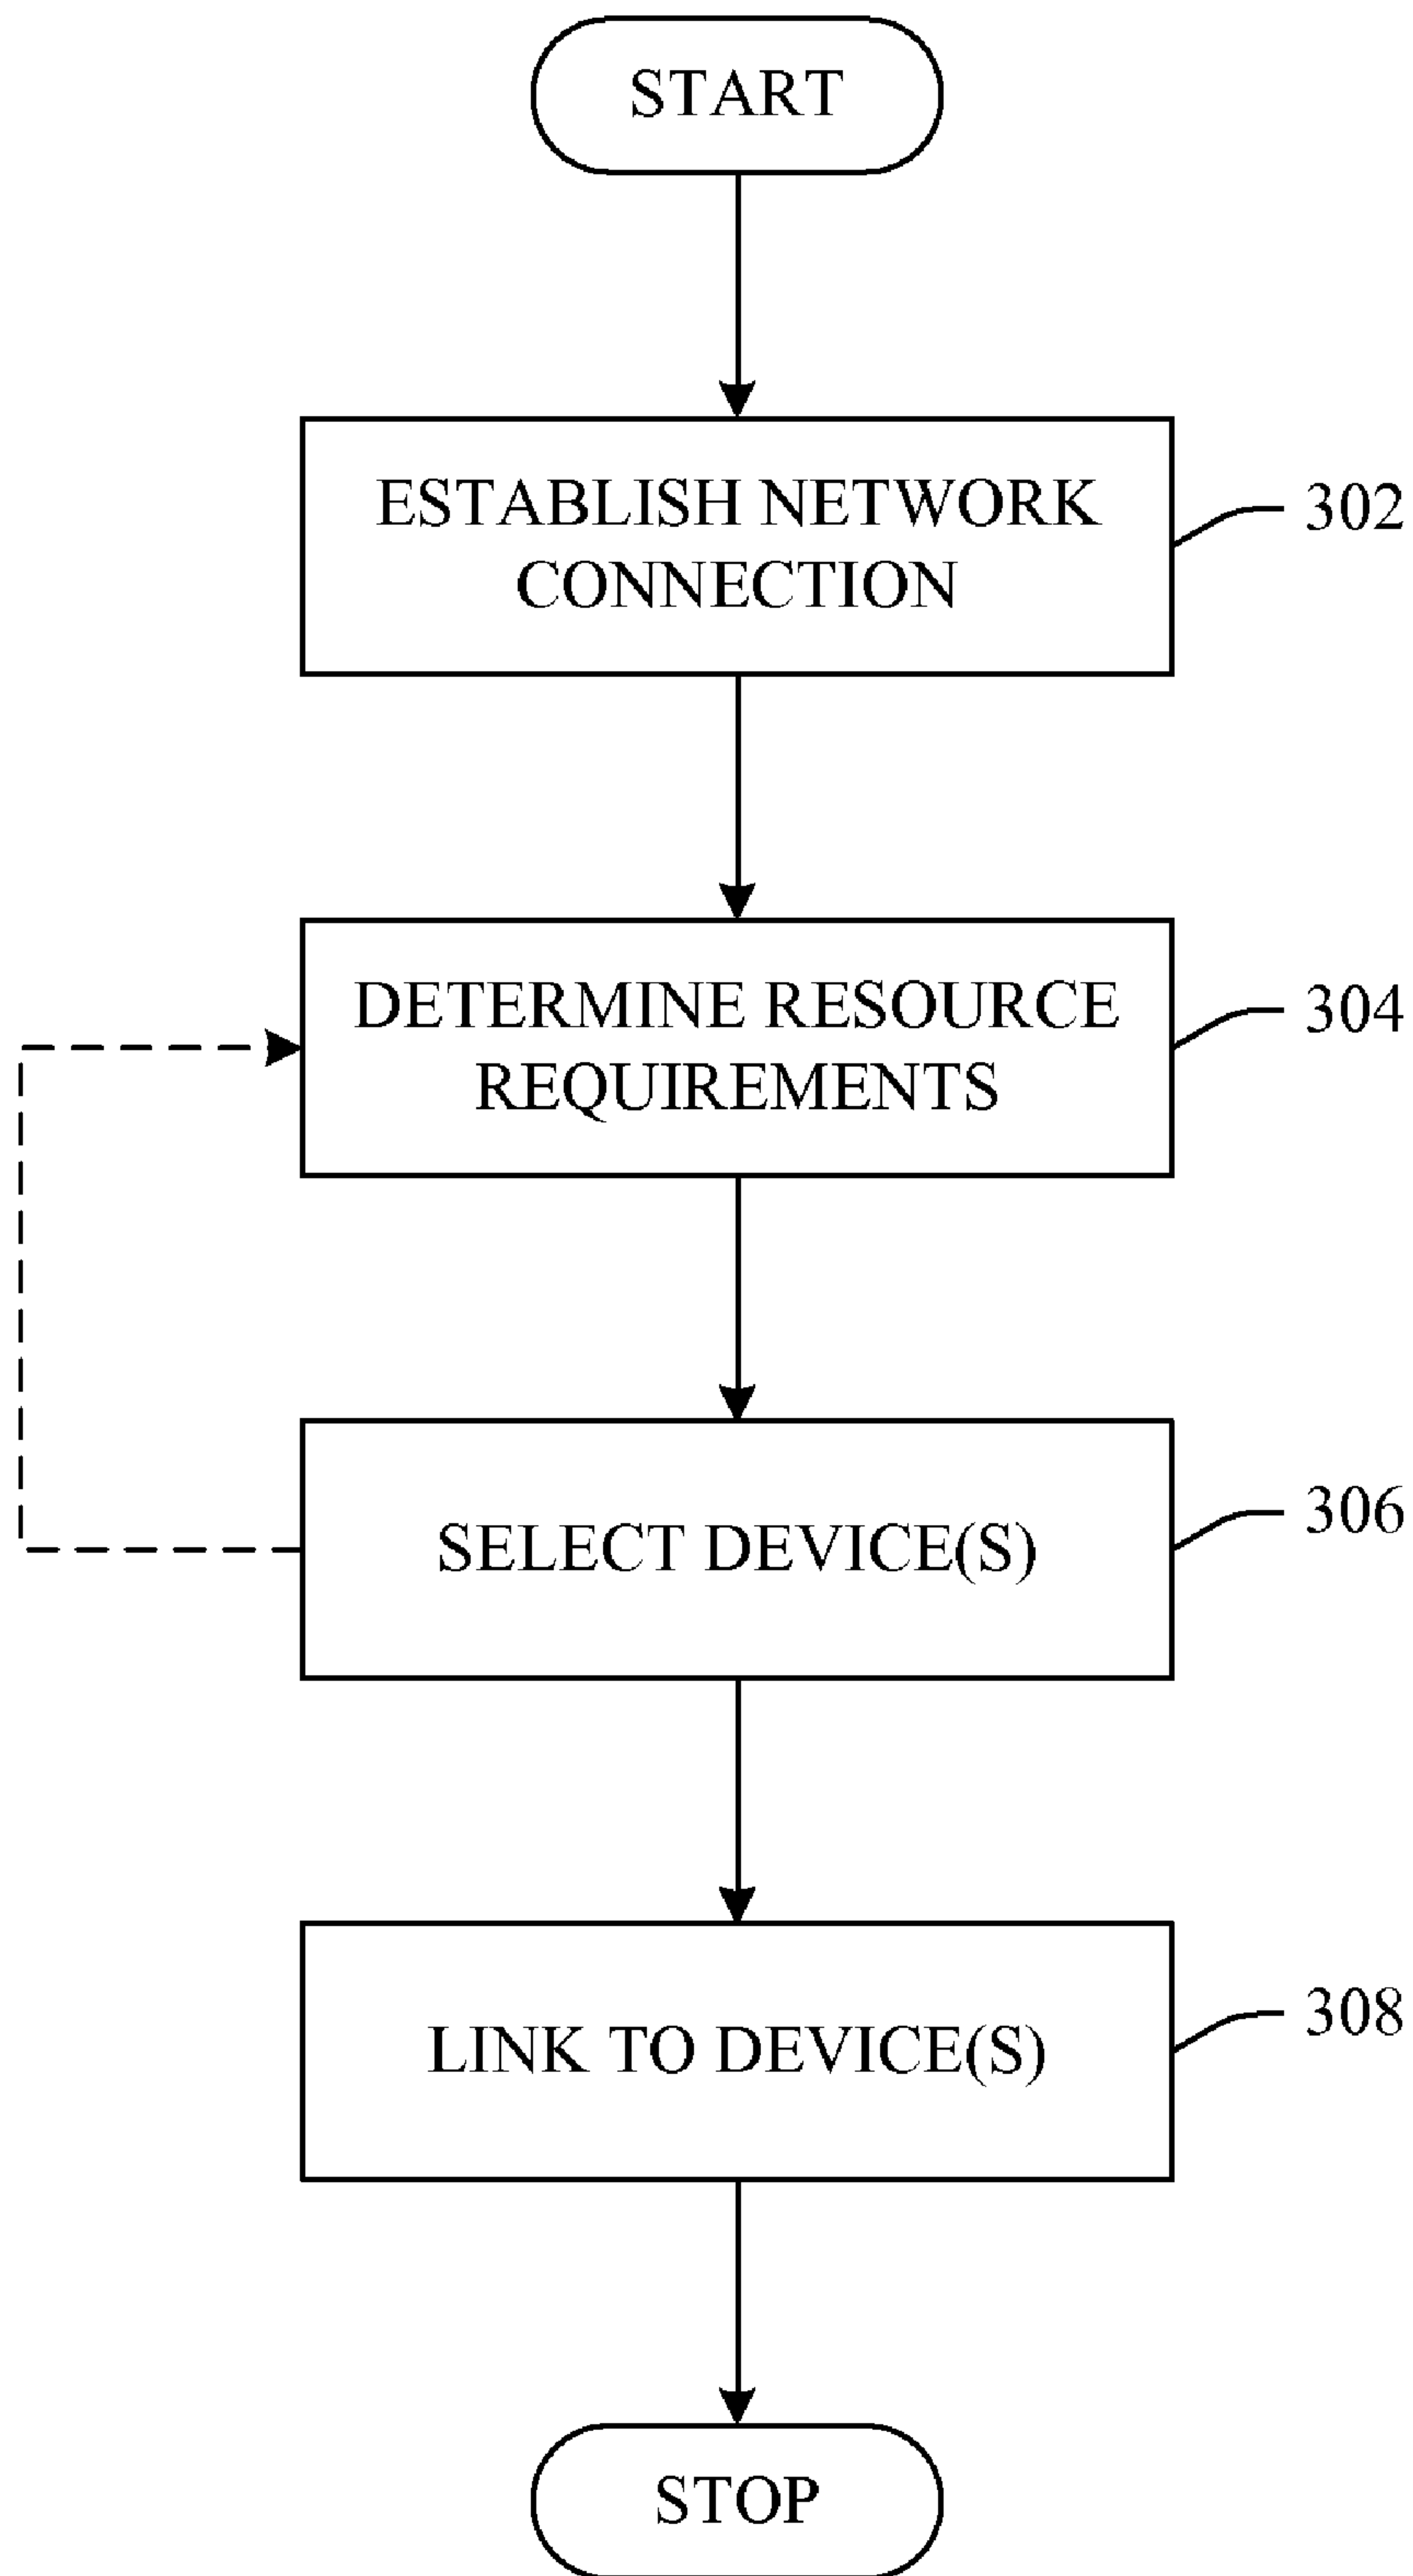 START
ESTABLISH NETWORK
CONNECTION
302
DETERMINE RESOURCE
REQUIREMENTS
304
SELECT DEVICE(S)
306
LINK TO DEVICE(S)
308
STOP